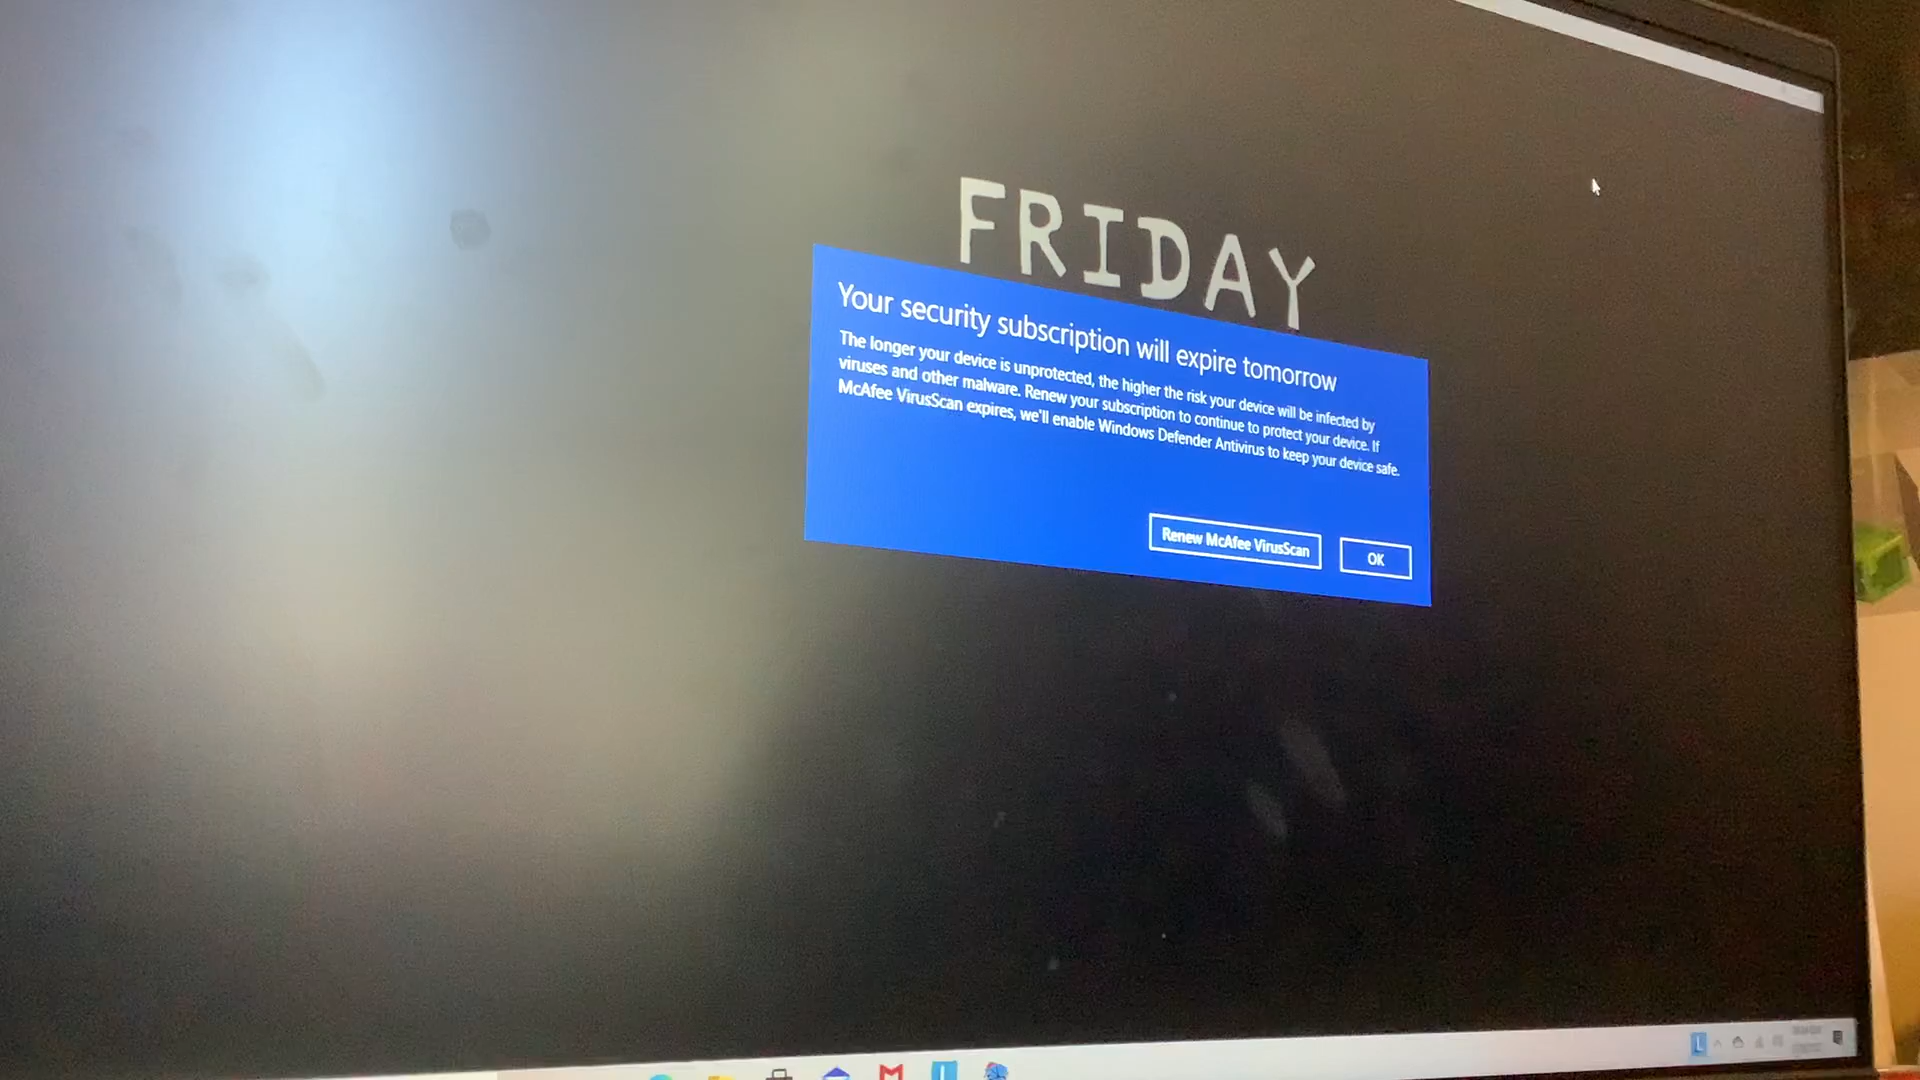 FRIDAY
Your security subscription will expire tomorrow
The longer your device is unprotected, the higher the risk your device will be infected by
viruses and other malware. Renew your subscription to continue to protect your device. If
McAfee VirusScan expires, we'll enable Windows Defender Antivirus to keep your device safe.
Renew McAfee VirusScan
OK
L